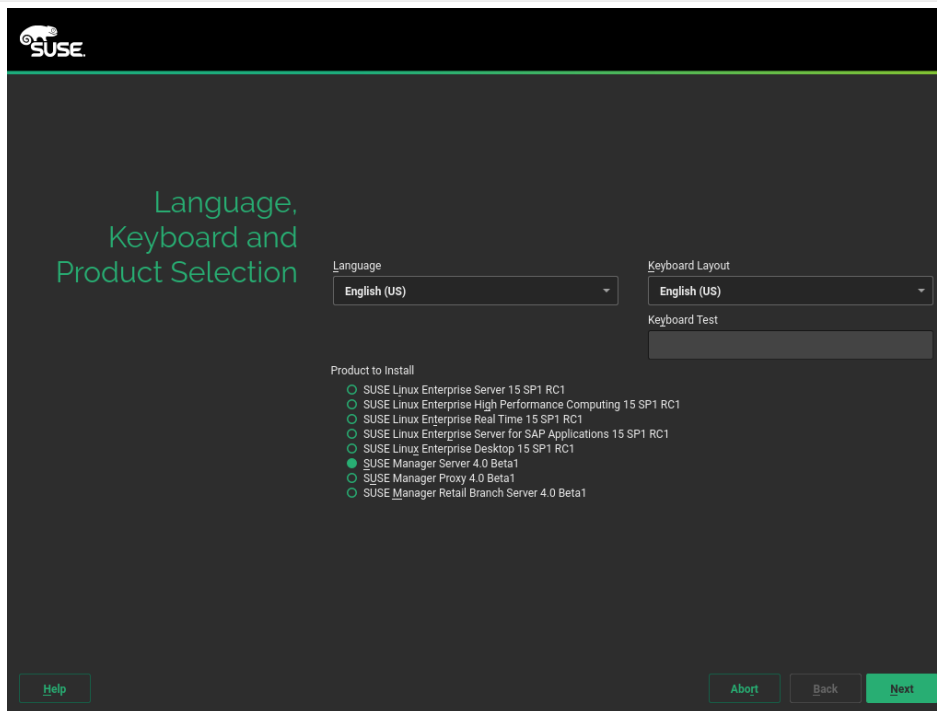 SUSE.
Language,
Keyboard and
Product Selection
Language
Keyboard Layout
English (US)
English (US)
Keyboard Test
Product to Install
SUSE Linux Enterprise Server 15 SP1 RC1
SUSE Linux Enterprise High Performance Computing 15 SP1 RC1
SUSE Linux Enterprise Real Time 15 SP1 RC1
SUSE Linux Enterprise Server for SAP Applications 15 SP1 RC1
SUSE Linux Enterprise Desktop 15 SP1 RC1
SUSE Manager Server 4.0 Beta1
SUSE Manager Proxy 4.0 Beta1
SUSE Manager Retail Branch Server 4.0 Beta1
Help
Abort
Back
Next